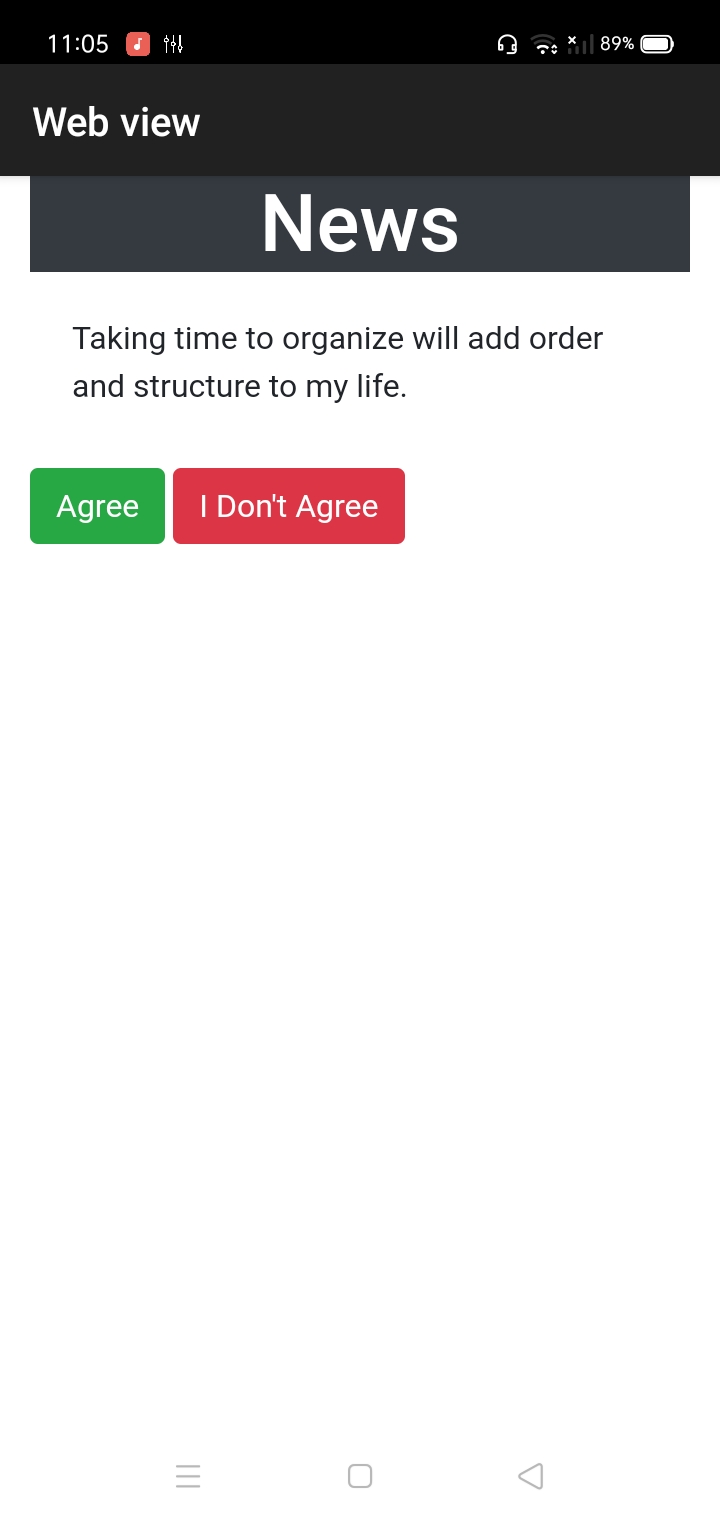 11:05 89%
Web view
News
Taking time to organize will add order
and structure to my life.
Agree I Don't Agree